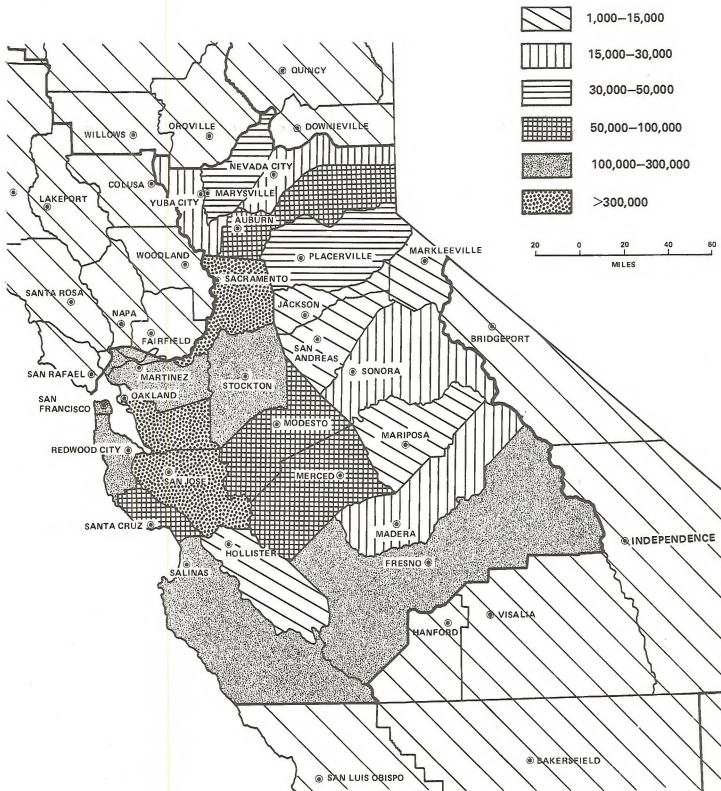 1,000–15,000
15,000–30,000
30,000–50,000
50,000–100,000
100,000–300,000
>300,000
20 0 20 40 60
MILES
QUINCY
WILLOWS
OROVILLE
DOWNIEVILLE
NEVADA CITY
COLUSA
MARYSVILLE
LAKEPORT
YUBA CITY
AUBURN
WOODLAND
PLACERVILLE
MARKLEEVILLE
SACRAMENTO
SANTA ROSA
JACKSON
NAPA
FAIRFIELD
SAN
ANDREAS
BRIDGEPORT
SAN RAFAEL
MARTINEZ
SONORA
STOCKTON
SAN
FRANCISCO
OAKLAND
MODESTO
MARIPOSA
REDWOOD CITY
SAN JOSE
MERCED
SANTA CRUZ
MADERA
HOLLISTER
INDEPENDENCE
SALINAS
FRESNO
VISALIA
HANFORD
BAKERSFIELD
SAN LUIS OBISPO